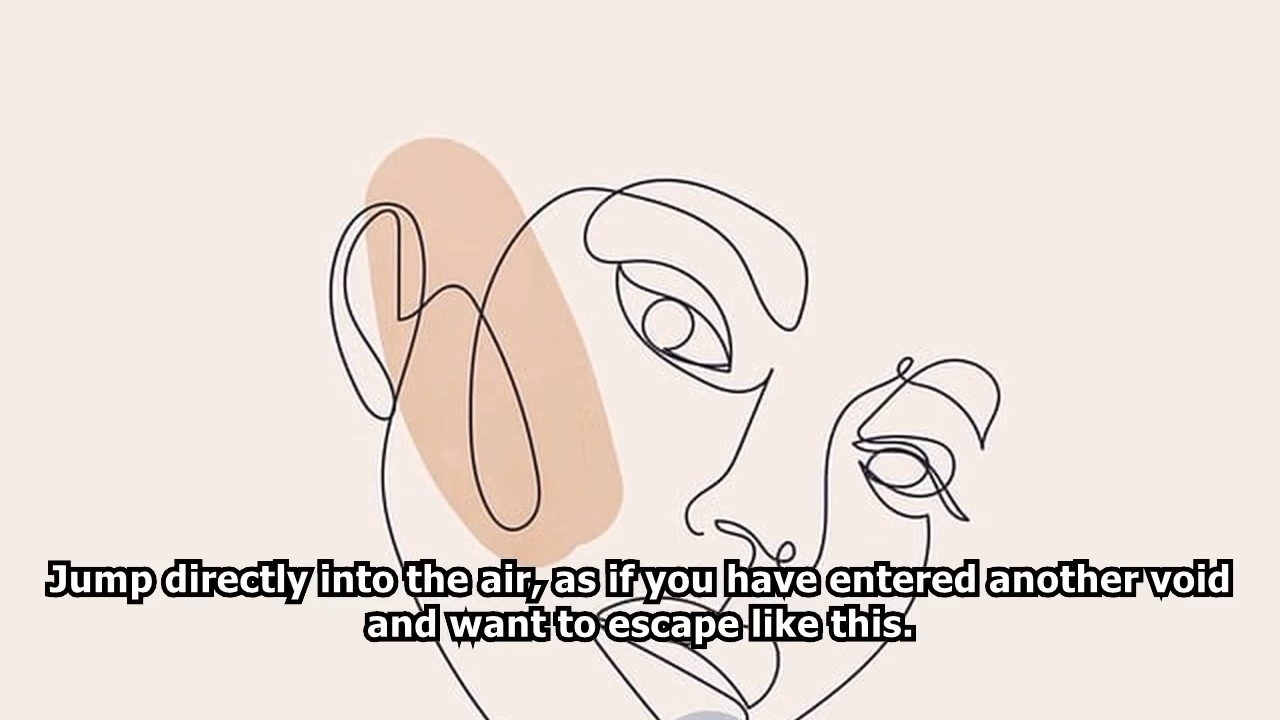 Jump directly into the air, as if you have entered another void
and want to escape like this.